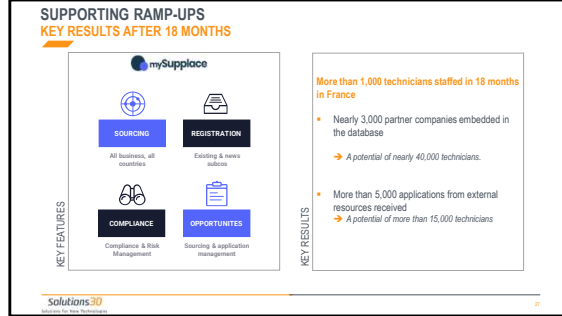 SUPPORTING RAMP-UPS
KEY RESULTS AFTER 18 MONTHS
mySupplace
SOURCING
All business, all
countries
REGISTRATION
Existing & news
subcos
COMPLIANCE
Compliance & Risk
Management
OPPORTUNITES
Sourcing & application
management
KEY FEATURES
KEY RESULTS
More than 1,000 technicians staffed in 18 months
in France
▪ Nearly 3,000 partner companies embedded in
the database
➔ A potential of nearly 40,000 technicians.
▪ More than 5,000 applications from external
resources received
➔ A potential of more than 15,000 technicians
Solutions30
Solutions for New Technologies